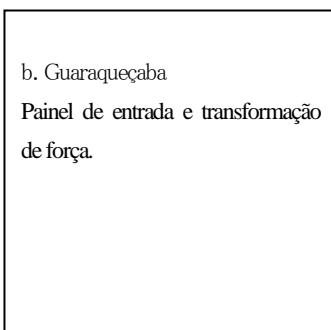 b. Guaraqueçaba
Painel de entrada e transformação
de força.